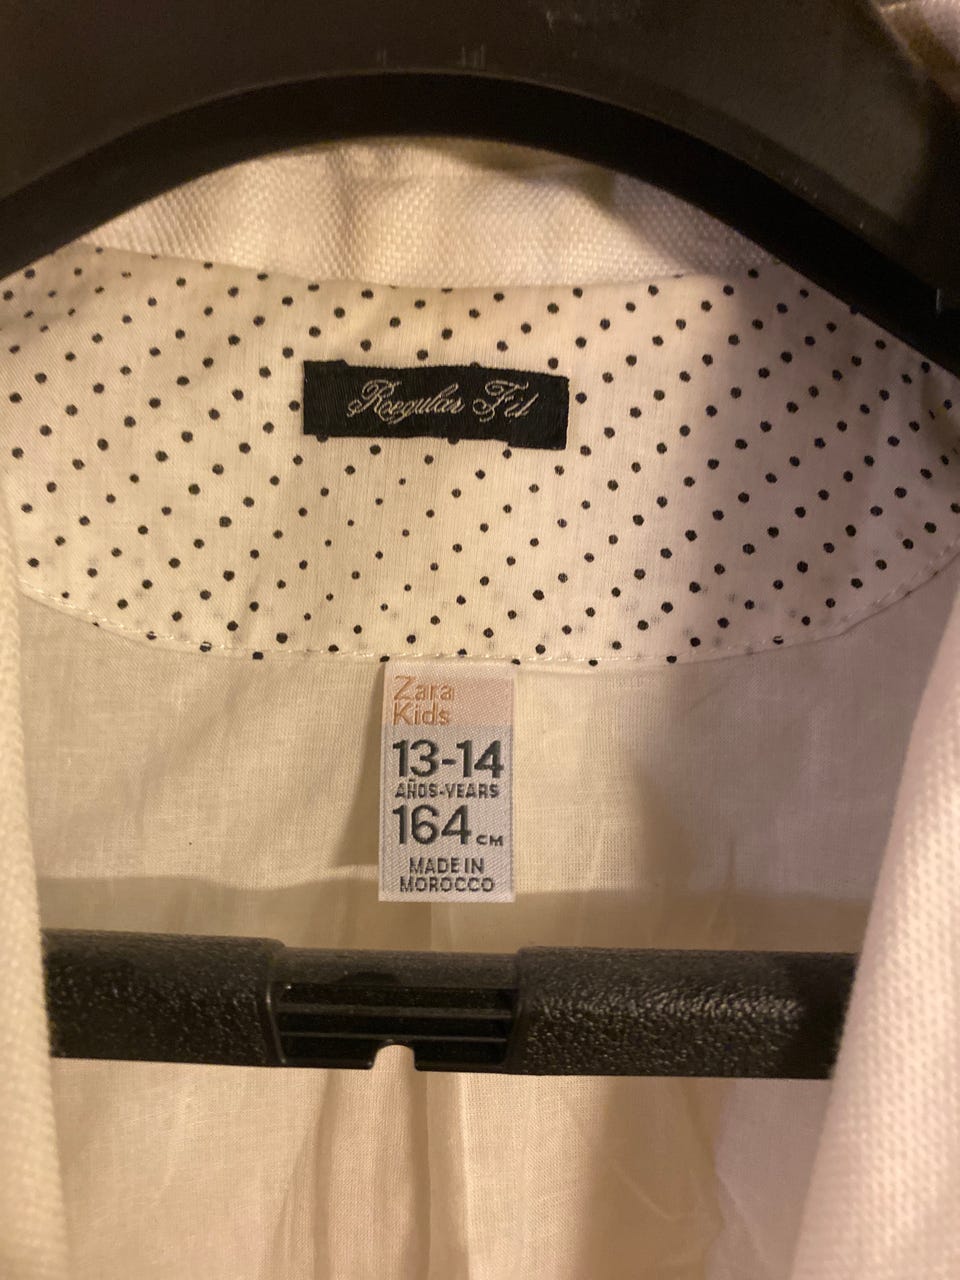 Regular Fit
Zara
Kids
13-14
AÑOS-YEARS
164 CM
MADE IN
MOROCCO